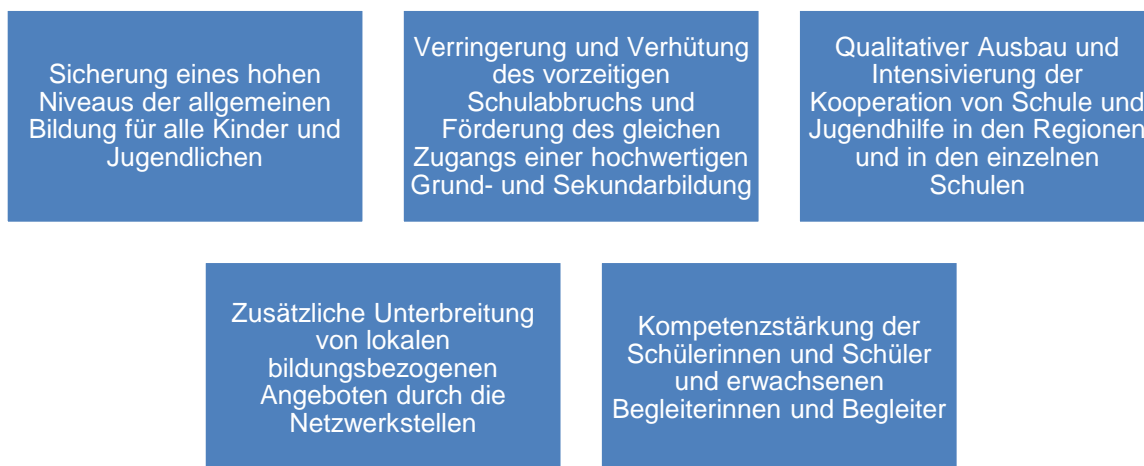 Sicherung eines hohen
Niveaus der allgemeinen
Bildung für alle Kinder und
Jugendlichen
Verringerung und Verhütung
des vorzeitigen
Schulabbruchs und
Förderung des gleichen
Zugangs einer hochwertigen
Grund- und Sekundarbildung
Qualitativer Ausbau und
Intensivierung der
Kooperation von Schule und
Jugendhilfe in den Regionen
und in den einzelnen
Schulen
Zusätzliche Unterbreitung
von lokalen
bildungsbezogenen
Angeboten durch die
Netzwerkstellen
Kompetenzstärkung der
Schülerinnen und Schüler
und erwachsenen
Begleiterinnen und Begleiter